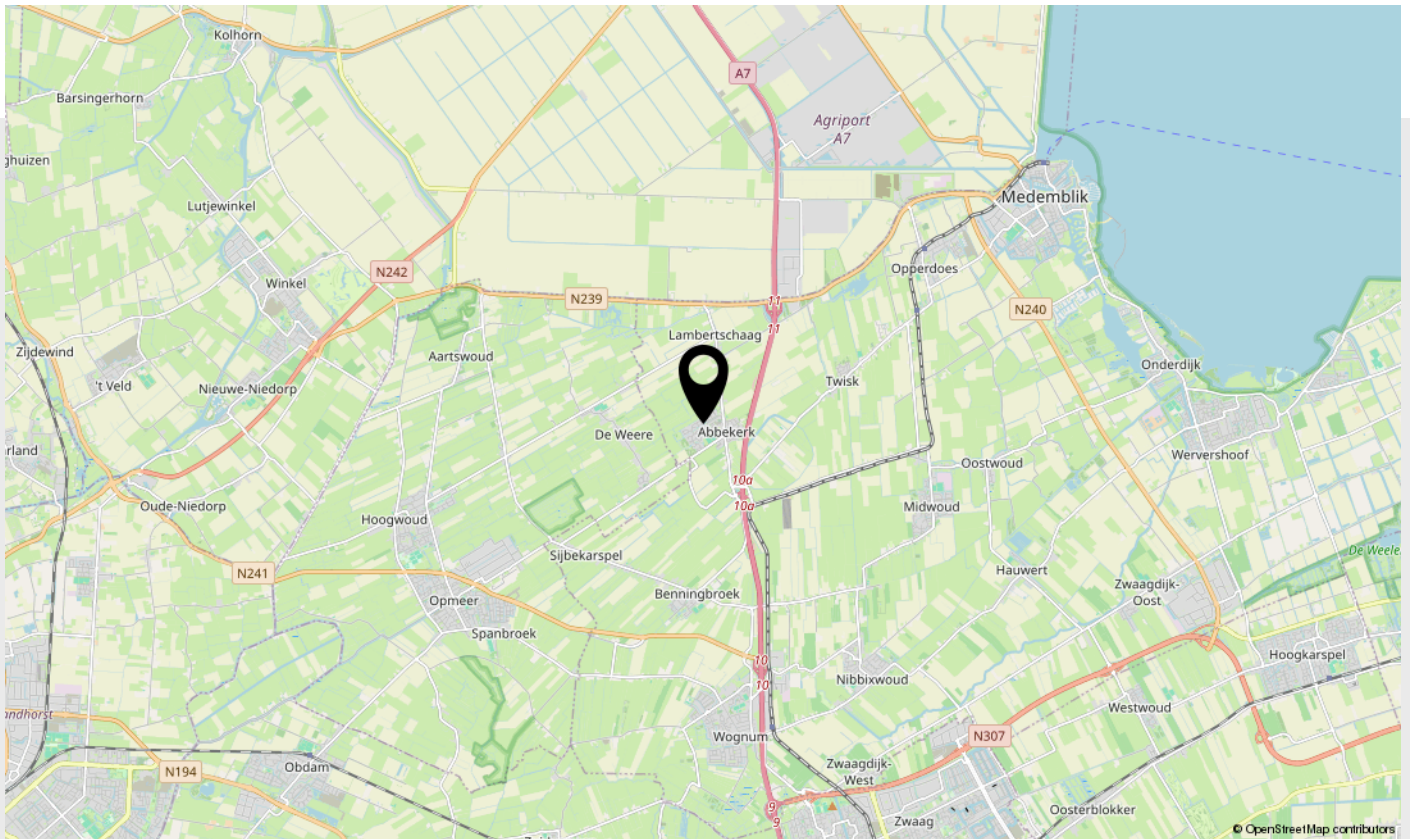 Kolhorn
A7
Barsingerhorn
Agriport
A7
ghuizen
Medemblik
Lutjewinkel
Opperdoes
N242
Winkel
N239
11
N240
11
Lambertschaag
Zijdewind
Aartswoud
Onderdijk
't Veld
Nieuwe-Niedorp
Twisk
De Weere
Abbekerk
rland
Wervershoof
Oostwoud
10a
Oude-Niedorp
10a
Midwoud
Hoogwoud
Sijbekarspel
De Weele
N241
Hauwert
Zwaagdijk-
Oost
Opmeer
Benningbroek
Spanbroek
Hoogkarspel
10
Nibbixwoud
10
Westwoud
andhorst
Wognum
N307
Obdam
N194
Zwaagdijk-
West
9
Oosterblokker
9
Zwaag
© OpenStreetMap contributors